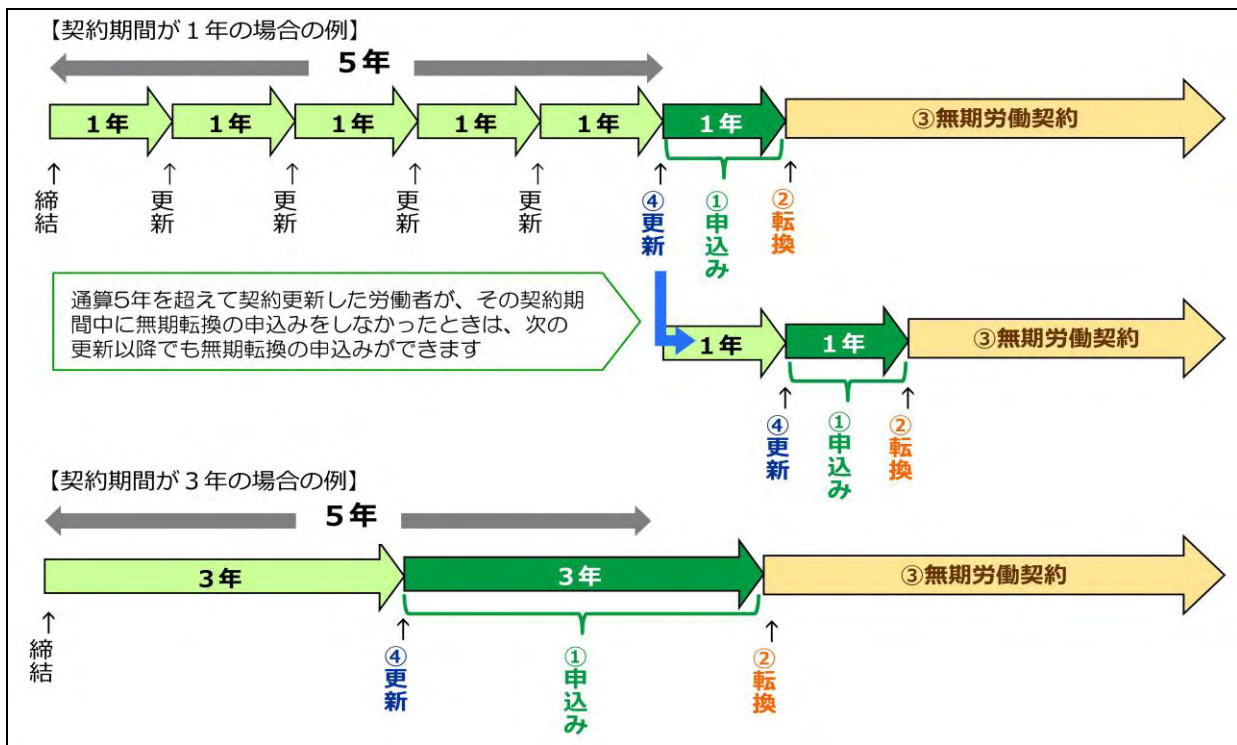 【契約期間が１年の場合の例】
５年
１年 １年 １年 １年 １年 １年 ③無期労働契約
↑締結 ↑更新 ↑更新 ↑更新 ↑更新 ↑④更新 ①申込み ↑②転換
通算5年を超えて契約更新した労働者が、その契約期
間中に無期転換の申込みをしなかったときは、次の
更新以降でも無期転換の申込みができます
１年 １年 ③無期労働契約
↑④更新 ①申込み ↑②転換
【契約期間が３年の場合の例】
５年
３年 ３年 ③無期労働契約
↑締結 ↑④更新 ①申込み ↑②転換